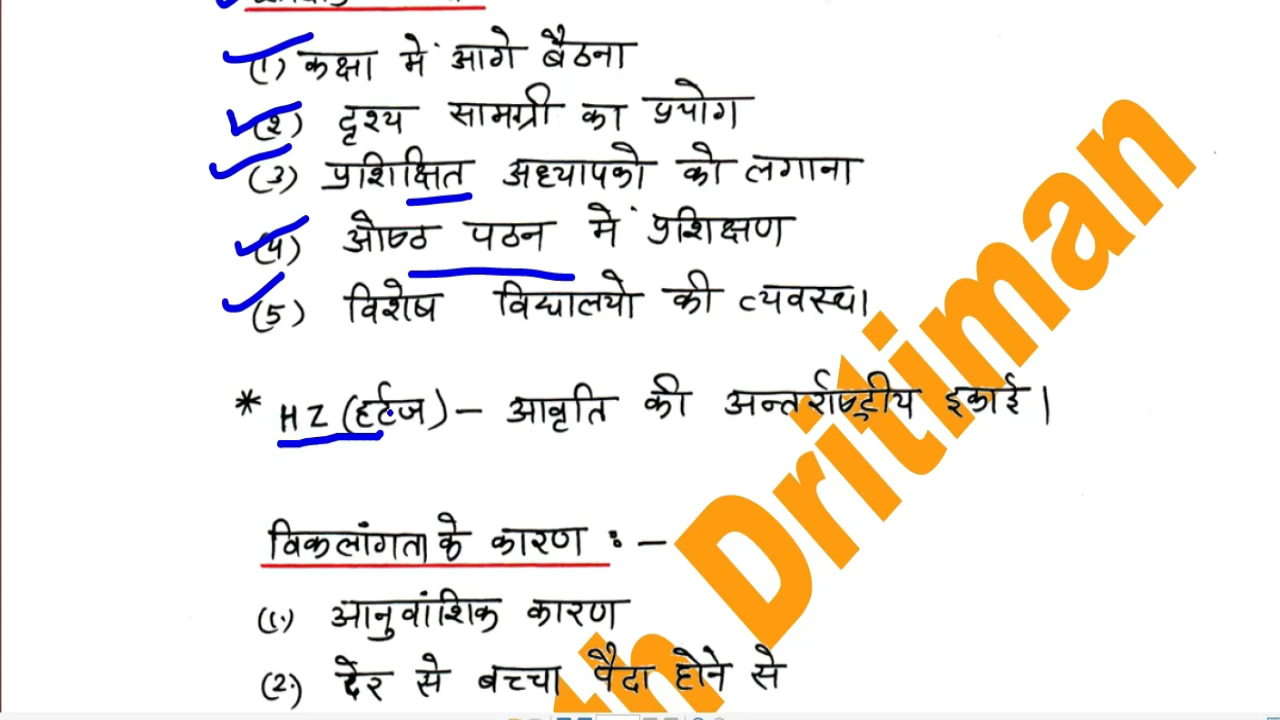 (1) कक्षा में आगे बैठना
(2) दृश्य सामग्री का प्रयोग
(3) प्रशिक्षित अध्यापको को लगाना
(4) ओष्ठ पठन में प्रशिक्षण
(5) विशेष विद्यालयो की व्यवस्था
* HZ (हर्टज) – आवृति की अन्तर्राष्ट्रीय इकाई।
विकलांगता के कारण :–
(1.) आनुवांशिक कारण
(2.) देर से बच्चा पैदा होने से
th Dritiman